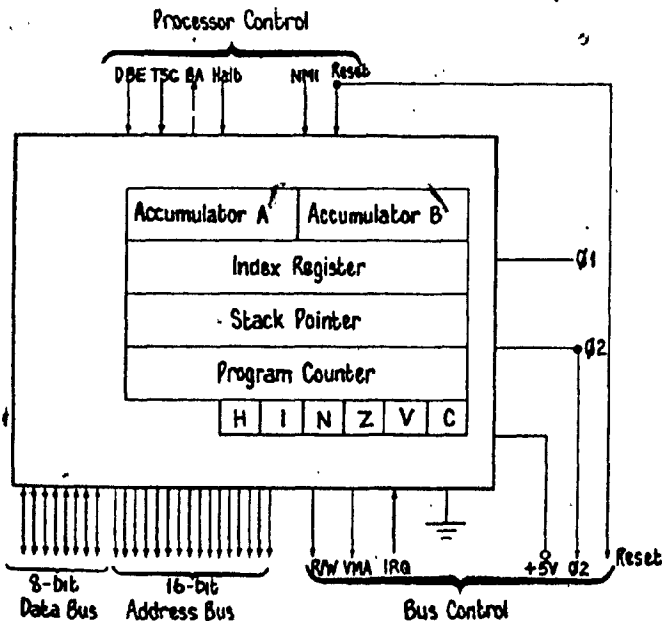 Processor Control
DBE TSC BA Halt NMI Reset
Accumulator A Accumulator B
Index Register
Ø1
Stack Pointer
Ø2
Program Counter
H I N Z V C
R/W VMA IRQ +5V Ø2 Reset
8-bit 16-bit
Data Bus Address Bus Bus Control